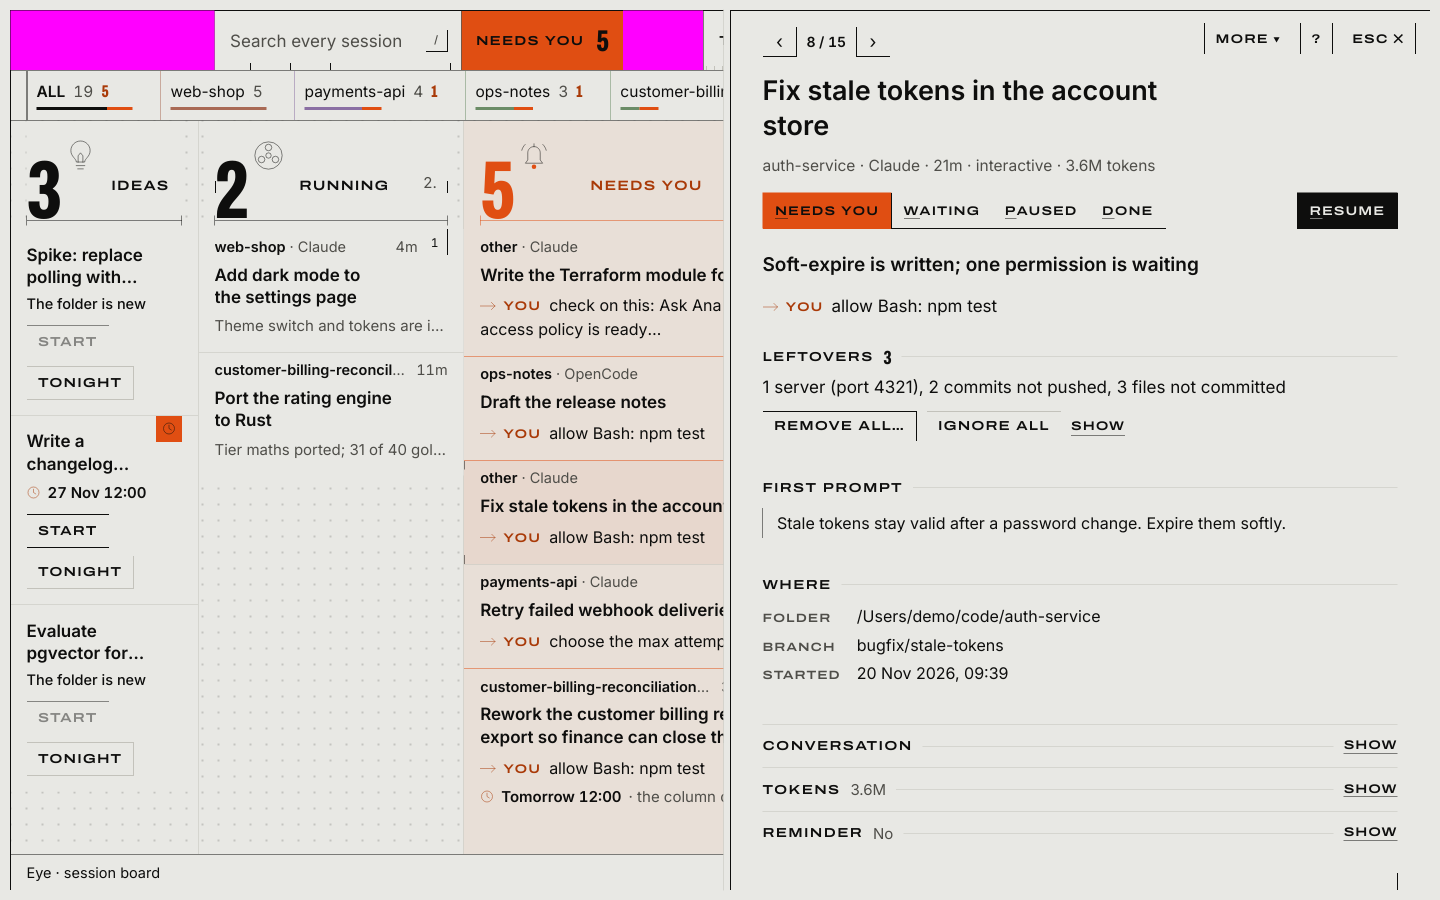 Search every session /
NEEDS YOU 5
ALL 19 5
web-shop 5
payments-api 4 1
ops-notes 3 1
customer-billin
3 IDEAS
Spike: replace
polling with...
The folder is new
START
TONIGHT
Write a
changelog...
27 Nov 12:00
START
TONIGHT
Evaluate
pgvector for...
The folder is new
START
TONIGHT
2 RUNNING 2.
web-shop · Claude 4m 1
Add dark mode to
the settings page
Theme switch and tokens are i...
customer-billing-reconcil... 11m
Port the rating engine
to Rust
Tier maths ported; 31 of 40 gol...
5 NEEDS YOU
other · Claude
Write the Terraform module fo
→ YOU check on this: Ask Ana
access policy is ready...
ops-notes · OpenCode
Draft the release notes
→ YOU allow Bash: npm test
other · Claude
Fix stale tokens in the accoun
→ YOU allow Bash: npm test
payments-api · Claude
Retry failed webhook deliverie
→ YOU choose the max attemp
customer-billing-reconciliation...
Rework the customer billing re
export so finance can close th
→ YOU allow Bash: npm test
Tomorrow 12:00 · the column
Eye · session board
‹ 8 / 15 ›
MORE ▾ ? ESC ✕
Fix stale tokens in the account
store
auth-service · Claude · 21m · interactive · 3.6M tokens
NEEDS YOU WAITING PAUSED DONE RESUME
Soft-expire is written; one permission is waiting
→ YOU allow Bash: npm test
LEFTOVERS 3
1 server (port 4321), 2 commits not pushed, 3 files not committed
REMOVE ALL... IGNORE ALL SHOW
FIRST PROMPT
Stale tokens stay valid after a password change. Expire them softly.
WHERE
FOLDER /Users/demo/code/auth-service
BRANCH bugfix/stale-tokens
STARTED 20 Nov 2026, 09:39
CONVERSATION SHOW
TOKENS 3.6M SHOW
REMINDER No SHOW